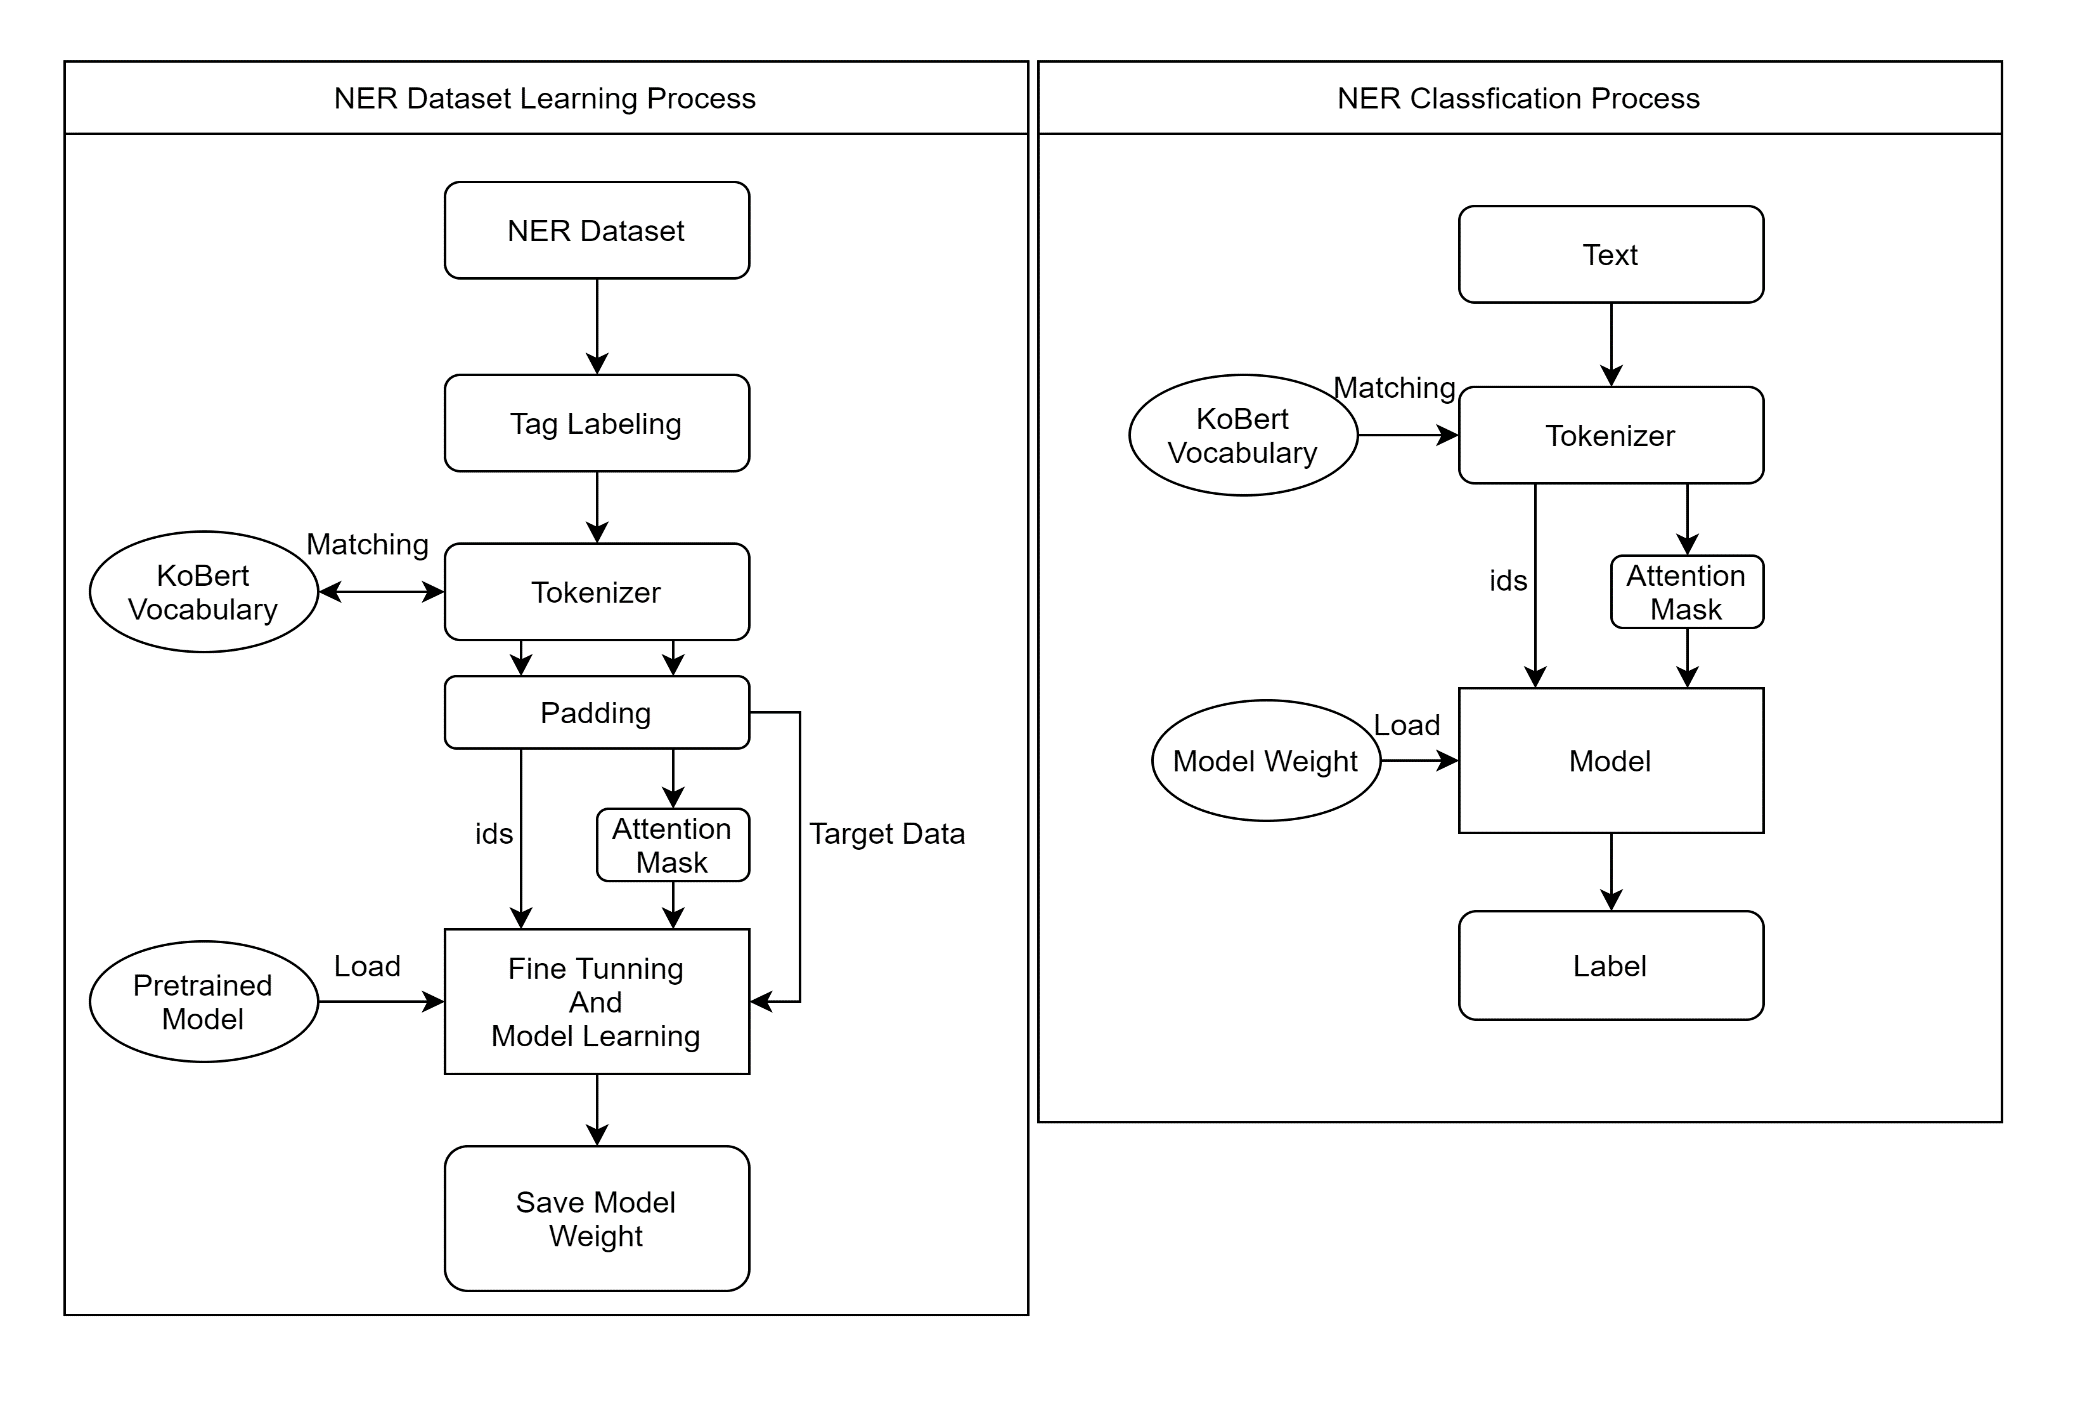 NER Dataset Learning Process
NER Dataset
Tag Labeling
Matching
KoBert
Vocabulary
Tokenizer
Padding
ids
Attention
Mask
Target Data
Load
Pretrained
Model
Fine Tunning
And
Model Learning
Save Model
Weight
NER Classfication Process
Text
Matching
KoBert
Vocabulary
Tokenizer
ids
Attention
Mask
Load
Model Weight
Model
Label